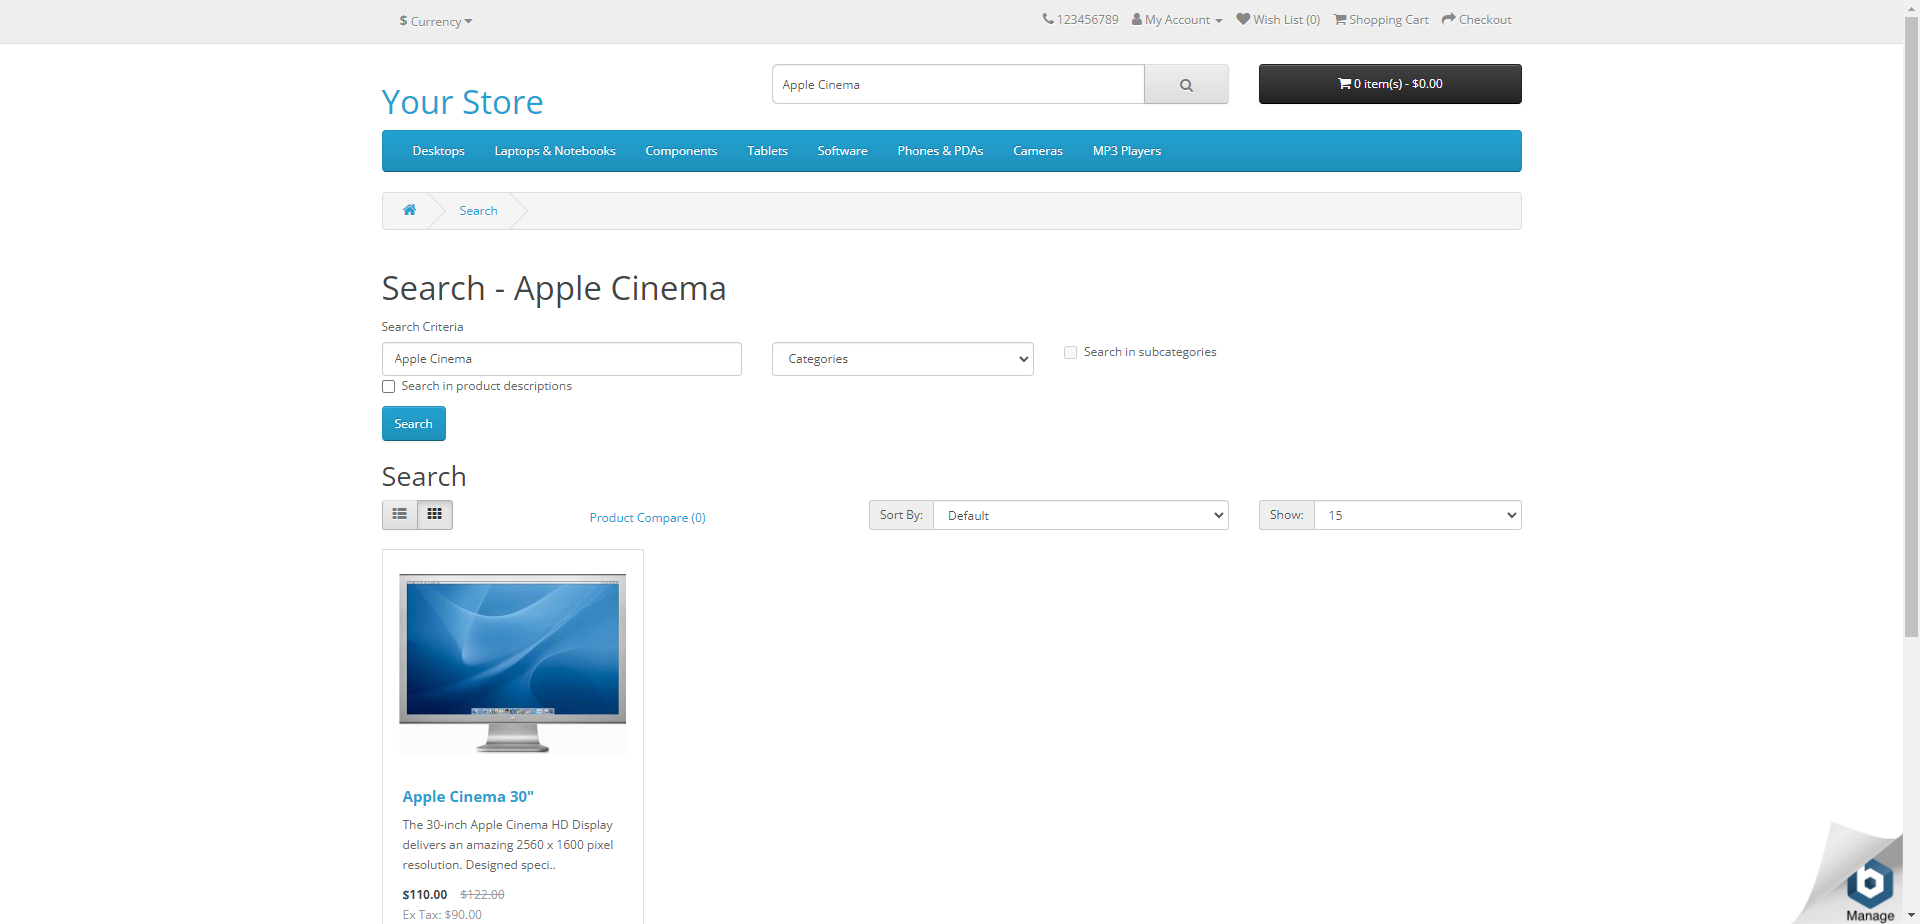 $ Currency
123456789 My Account Wish List (0) Shopping Cart Checkout
Your Store
Apple Cinema
0 item(s) - $0.00
Desktops Laptops & Notebooks Components Tablets Software Phones & PDAs Cameras MP3 Players
Search
Search - Apple Cinema
Search Criteria
Apple Cinema Categories Search in subcategories
Search in product descriptions
Search
Search
Product Compare (0) Sort By: Default Show: 15
Apple Cinema 30"
The 30-inch Apple Cinema HD Display
delivers an amazing 2560 x 1600 pixel
resolution. Designed speci..
$110.00 $122.00
Ex Tax: $90.00
b
Manage